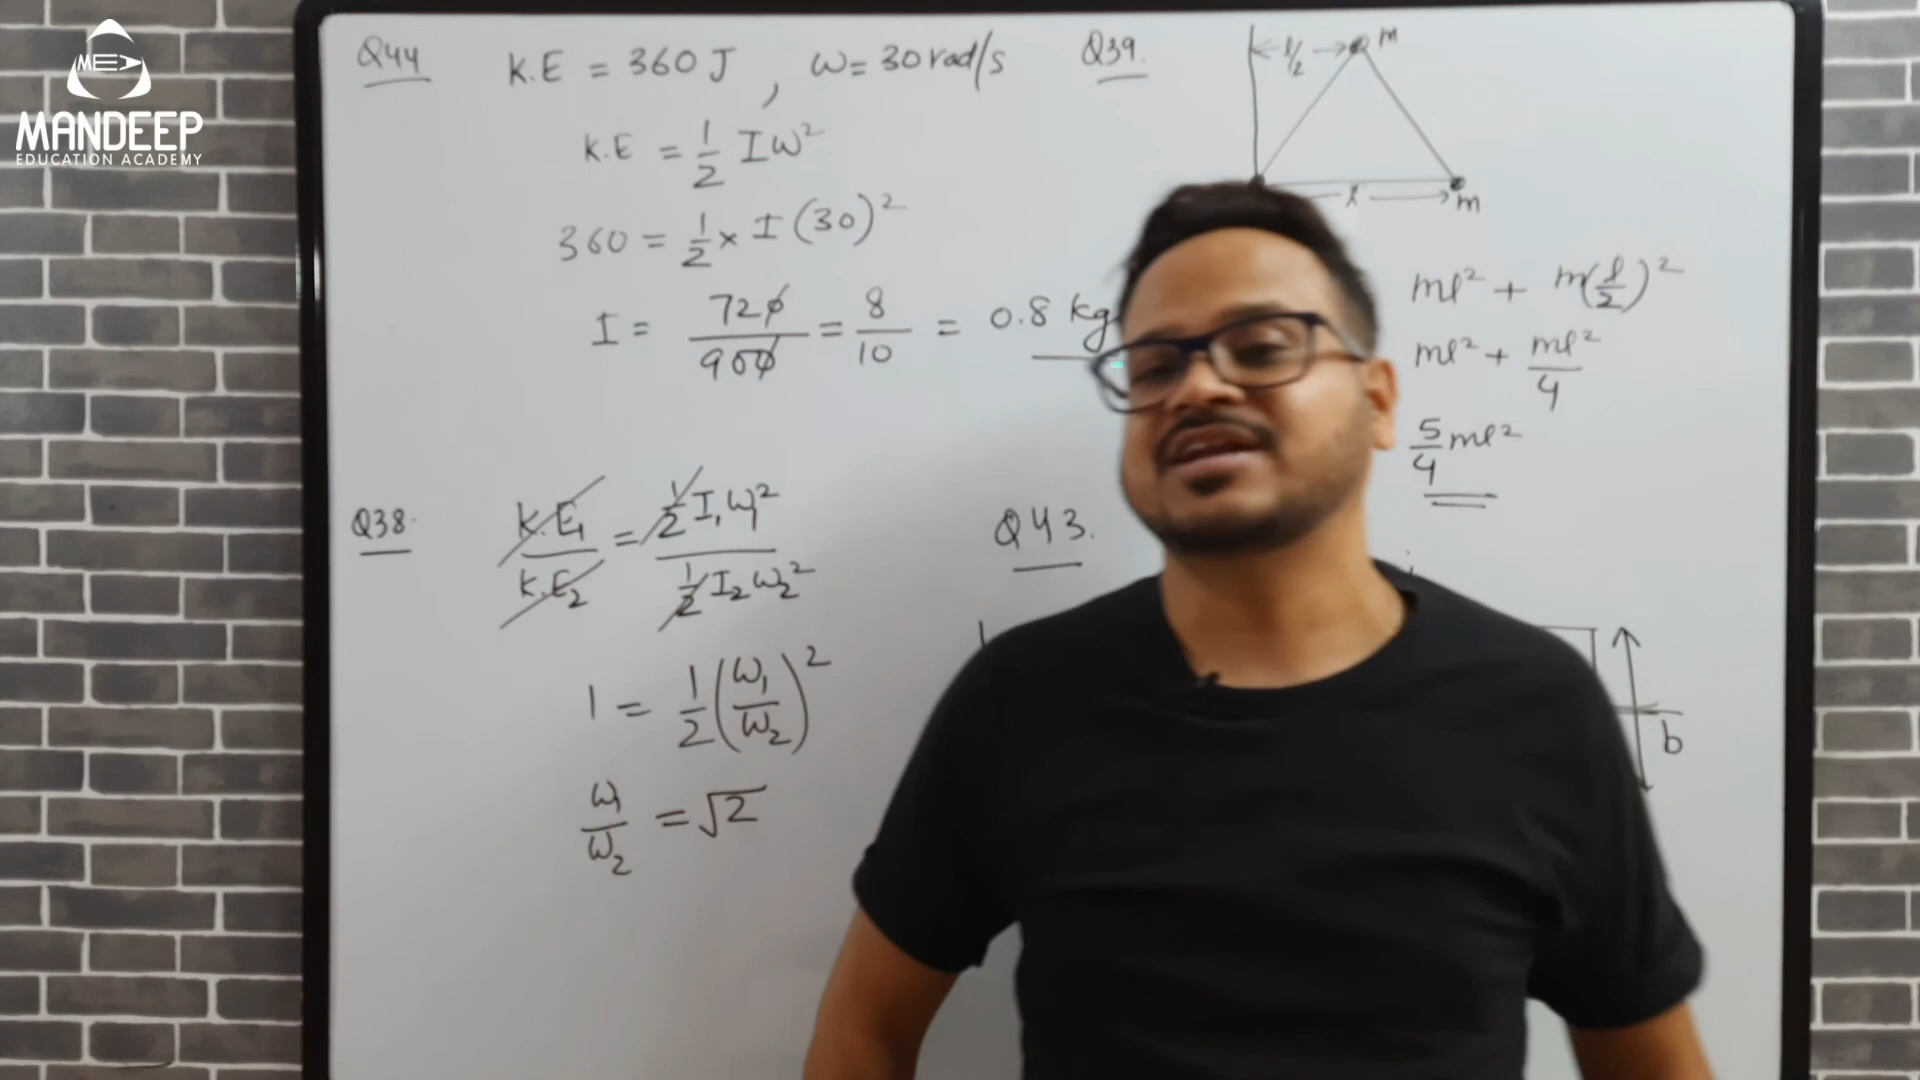 MEA
MANDEEP
EDUCATION ACADEMY
Q44 K.E = 360 J , ω = 30 rad/s
K.E = 1/2 Iω²
360 = 1/2 × I (30)²
I = 720/900 = 8/10 = 0.8 kg
Q39.
l/2
m
l
m
ml² + m(l/2)²
ml² + ml²/4
5/4 ml²
Q38.
K.E₁/K.E₂ = 1/2 I₁ω₁² / 1/2 I₂ω₂²
1 = 1/2 (ω₁/ω₂)²
ω₁/ω₂ = √2
Q43.
b